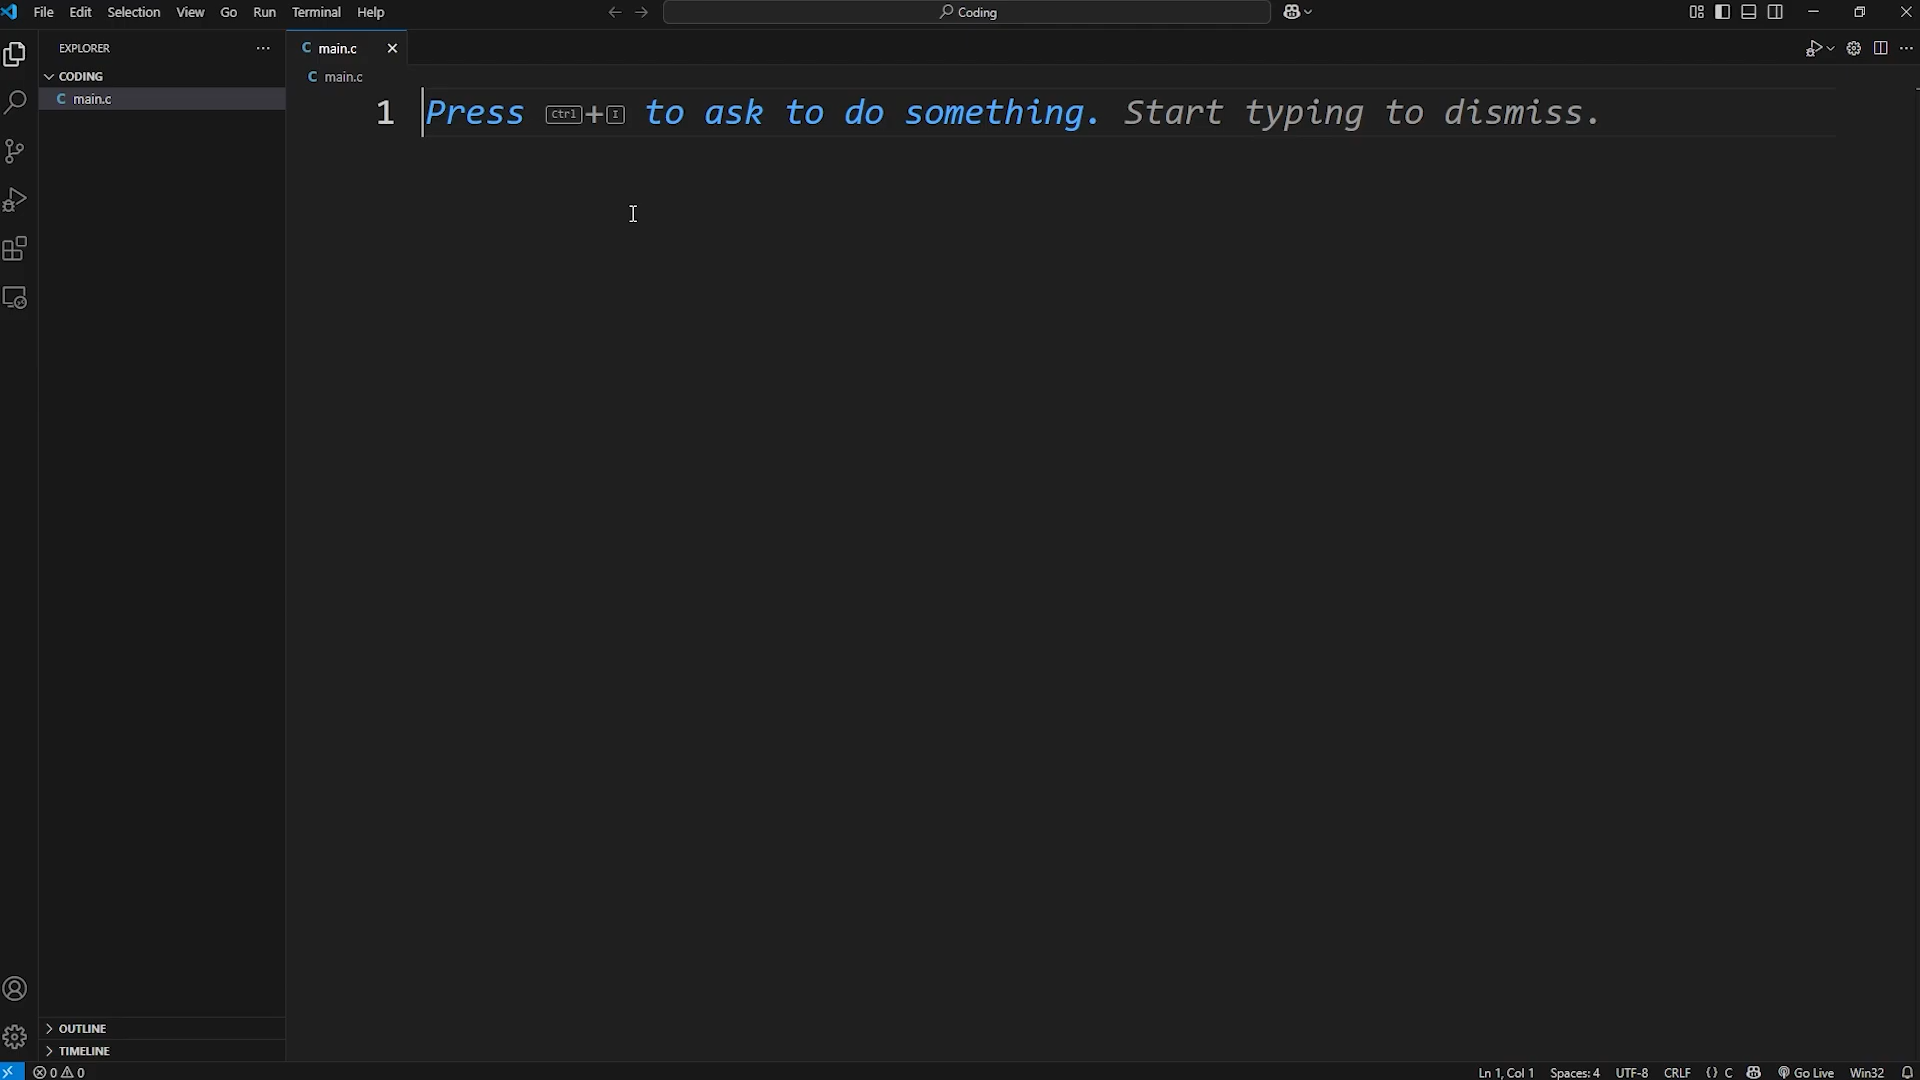 File Edit Selection View Go Run Terminal Help
Coding
EXPLORER
main.c
CODING
main.c
main.c
1 Press Ctrl+I to ask to do something. Start typing to dismiss.
OUTLINE
TIMELINE
0 0
Ln 1, Col 1 Spaces: 4 UTF-8 CRLF {} C Go Live Win32